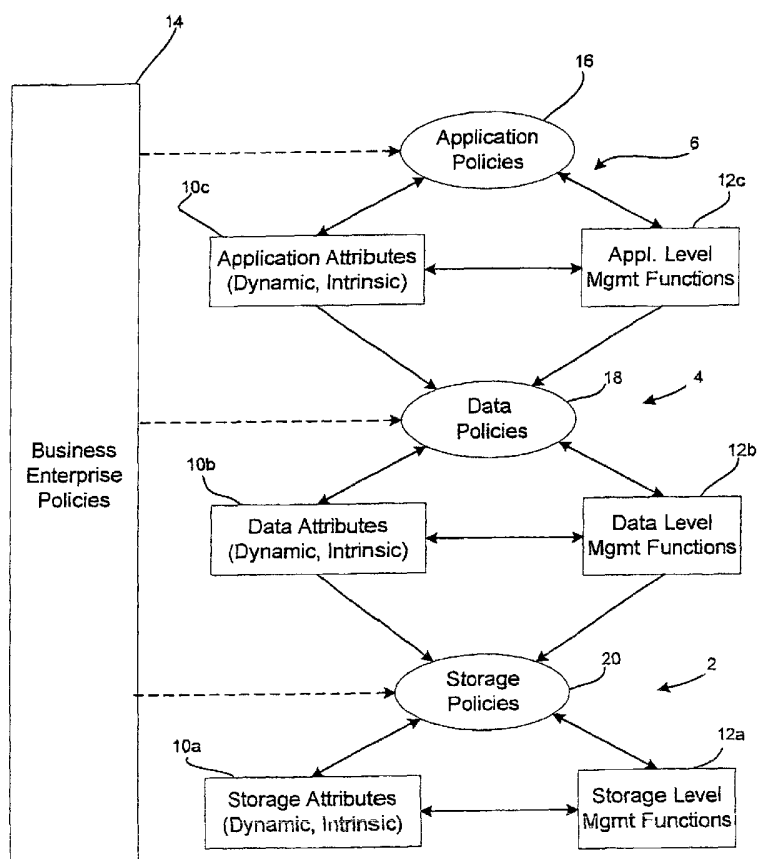 14
16
Application
Policies
6
10c
12c
Application Attributes
(Dynamic, Intrinsic)
Appl. Level
Mgmt Functions
18
4
Data
Policies
Business
Enterprise
Policies
10b
12b
Data Attributes
(Dynamic, Intrinsic)
Data Level
Mgmt Functions
20
2
Storage
Policies
10a
12a
Storage Attributes
(Dynamic, Intrinsic)
Storage Level
Mgmt Functions